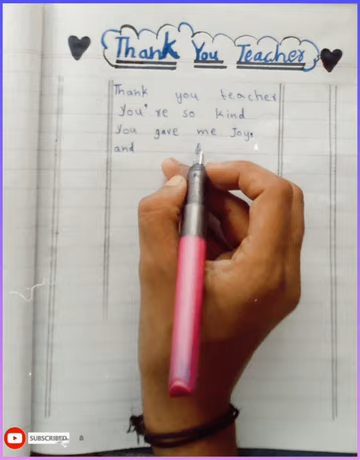 Thank You Teacher
Thank you teacher
You're so kind
You gave me Joy.
and
SUBSCRIBED